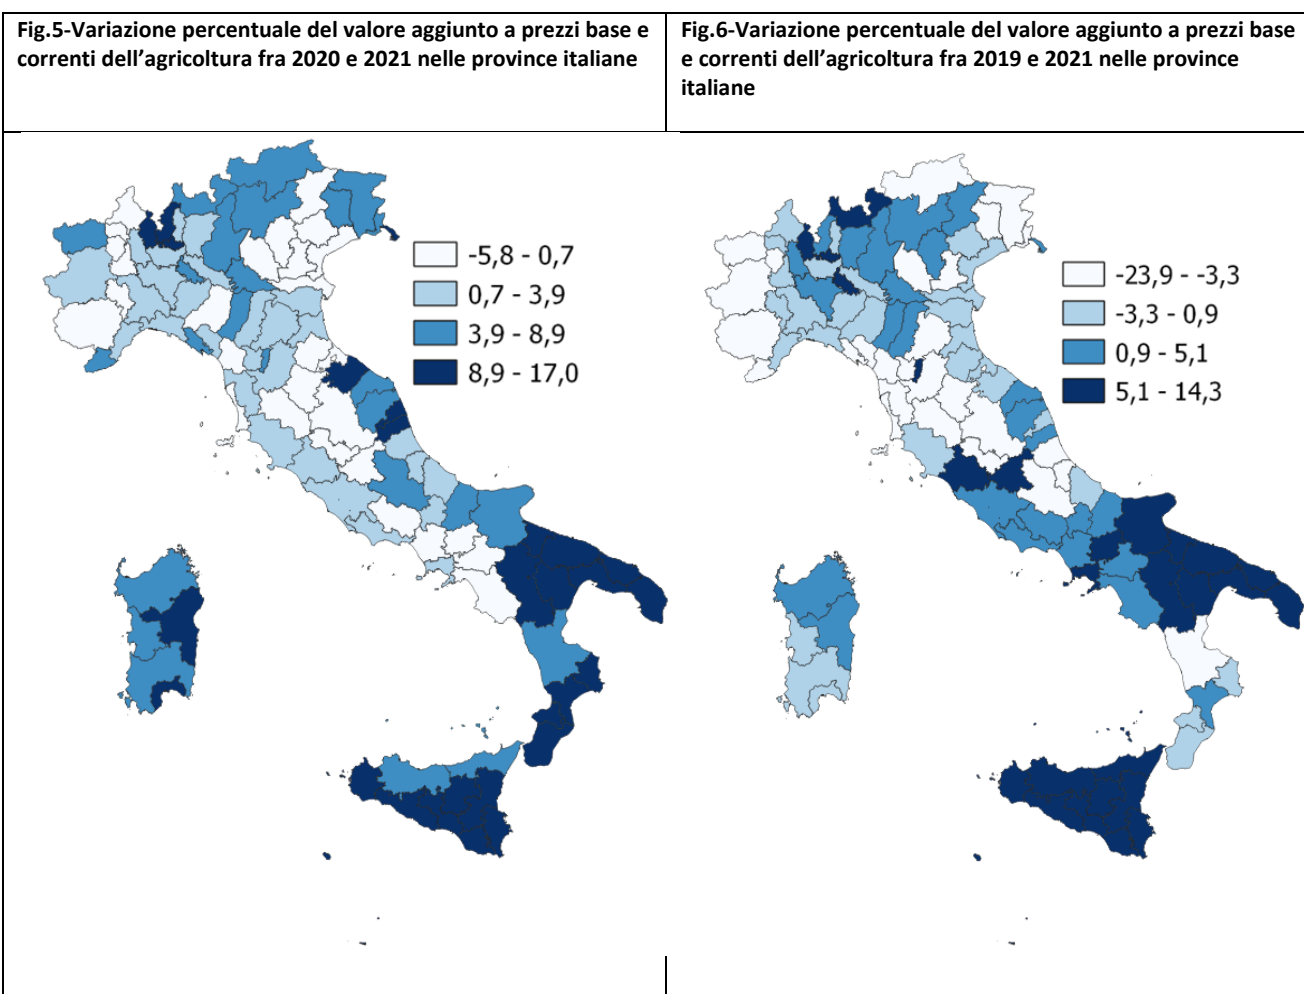 Fig.5-Variazione percentuale del valore aggiunto a prezzi base e
correnti dell’agricoltura fra 2020 e 2021 nelle province italiane
Fig.6-Variazione percentuale del valore aggiunto a prezzi base
e correnti dell’agricoltura fra 2019 e 2021 nelle province
italiane
-5,8 - 0,7
0,7 - 3,9
3,9 - 8,9
8,9 - 17,0
-23,9 - -3,3
-3,3 - 0,9
0,9 - 5,1
5,1 - 14,3